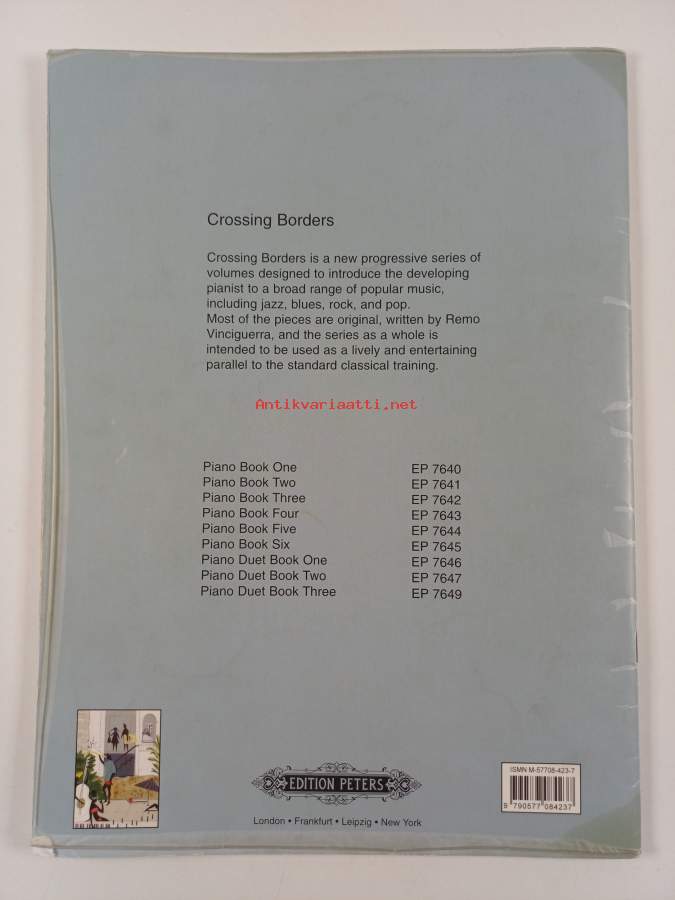 Crossing Borders
Crossing Borders is a new progressive series of
volumes designed to introduce the developing
pianist to a broad range of popular music,
including jazz, blues, rock, and pop.
Most of the pieces are original, written by Remo
Vinciguerra, and the series as a whole is
intended to be used as a lively and entertaining
parallel to the standard classical training.
Antikvariaatti.net
Piano Book One EP 7640
Piano Book Two EP 7641
Piano Book Three EP 7642
Piano Book Four EP 7643
Piano Book Five EP 7644
Piano Book Six EP 7645
Piano Duet Book One EP 7646
Piano Duet Book Two EP 7647
Piano Duet Book Three EP 7649
EDITION PETERS
London • Frankfurt • Leipzig • New York
ISMN M-57708-423-7
9 790577 084237